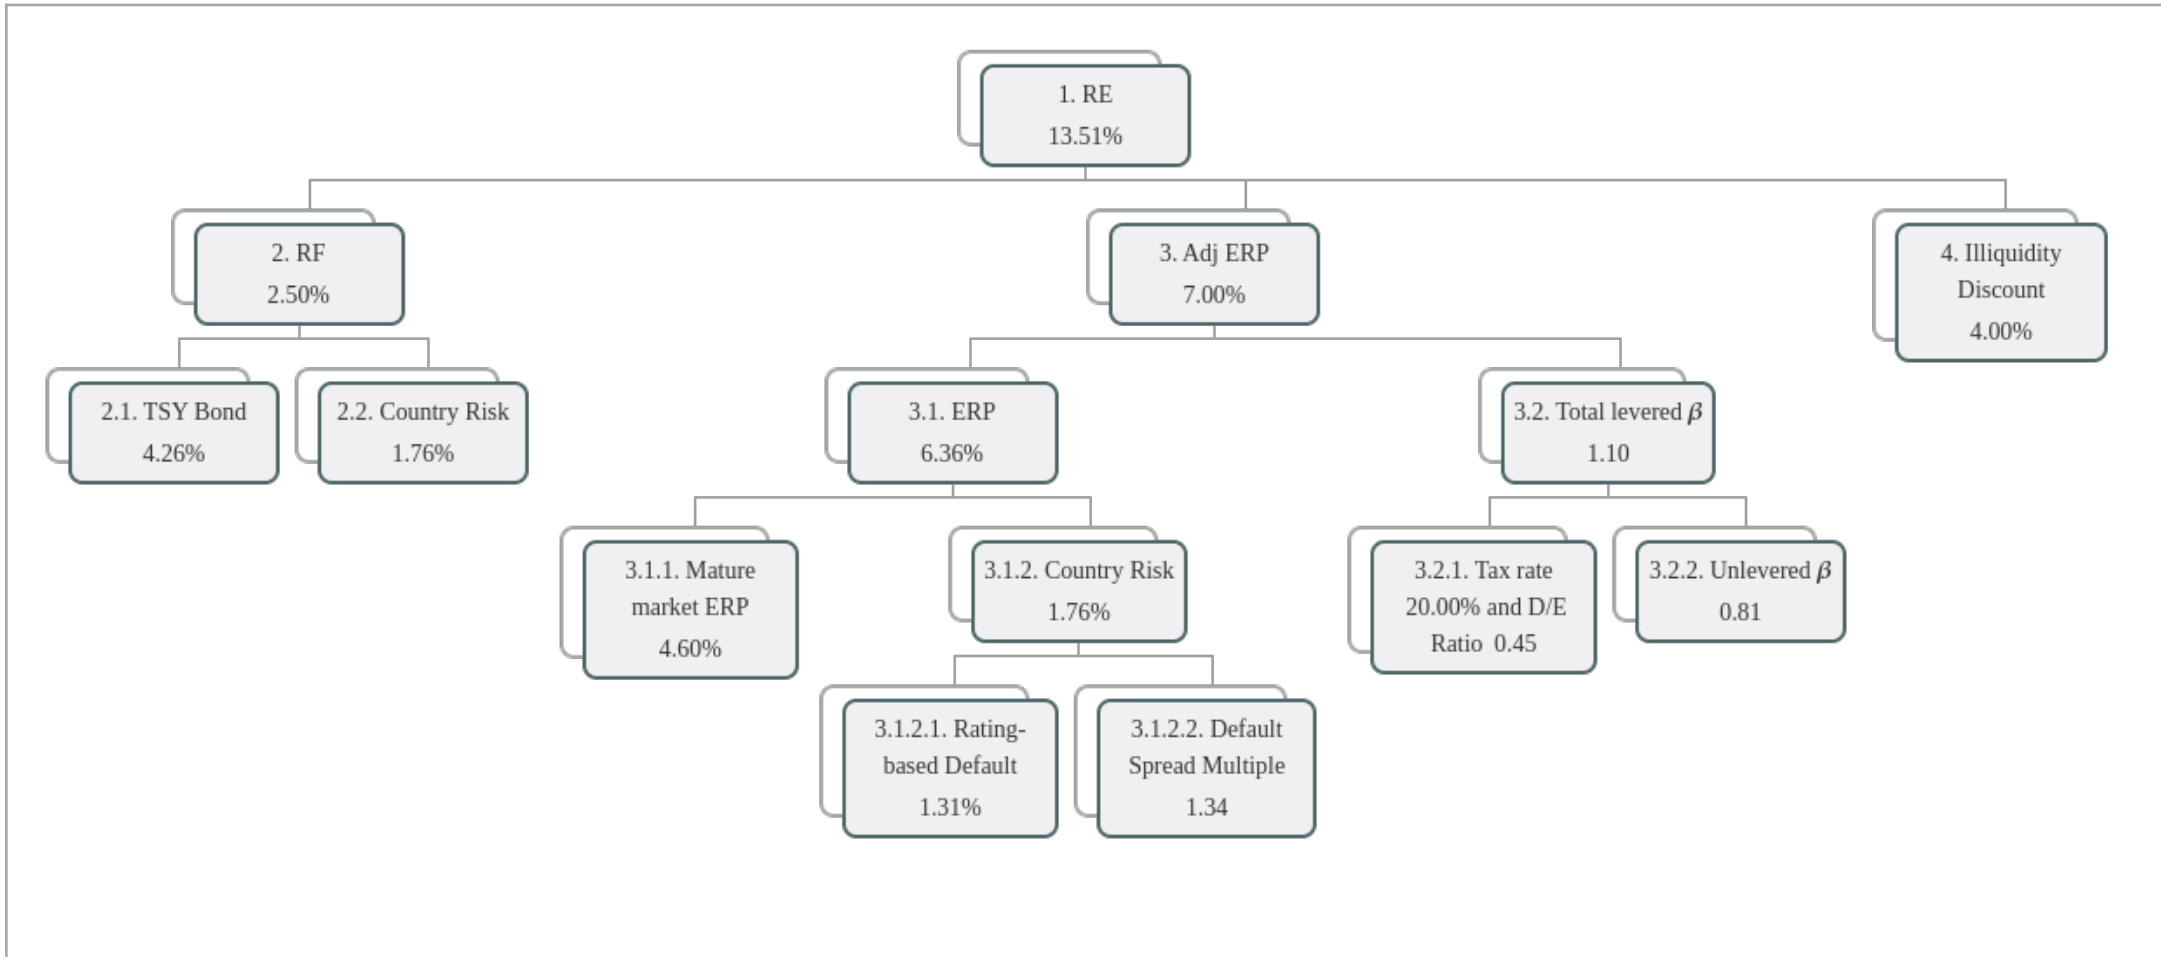 1. RE
13.51%
2. RF
2.50%
3. Adj ERP
7.00%
4. Illiquidity
Discount
4.00%
2.1. TSY Bond
4.26%
2.2. Country Risk
1.76%
3.1. ERP
6.36%
3.2. Total levered β
1.10
3.1.1. Mature
market ERP
4.60%
3.1.2. Country Risk
1.76%
3.2.1. Tax rate
20.00% and D/E
Ratio 0.45
3.2.2. Unlevered β
0.81
3.1.2.1. Rating-
based Default
1.31%
3.1.2.2. Default
Spread Multiple
1.34